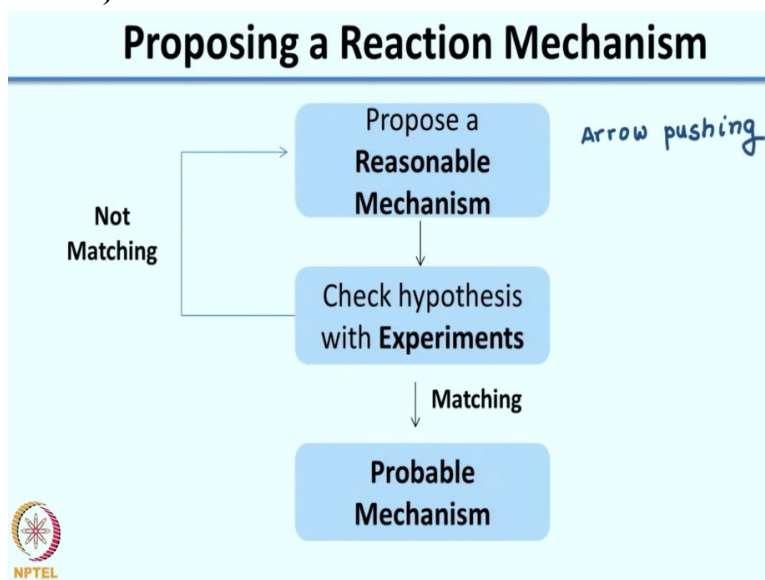 Proposing a Reaction Mechanism
Propose a
Reasonable
Mechanism
Arrow pushing
Not
Matching
Check hypothesis
with Experiments
Matching
Probable
Mechanism
NPTEL